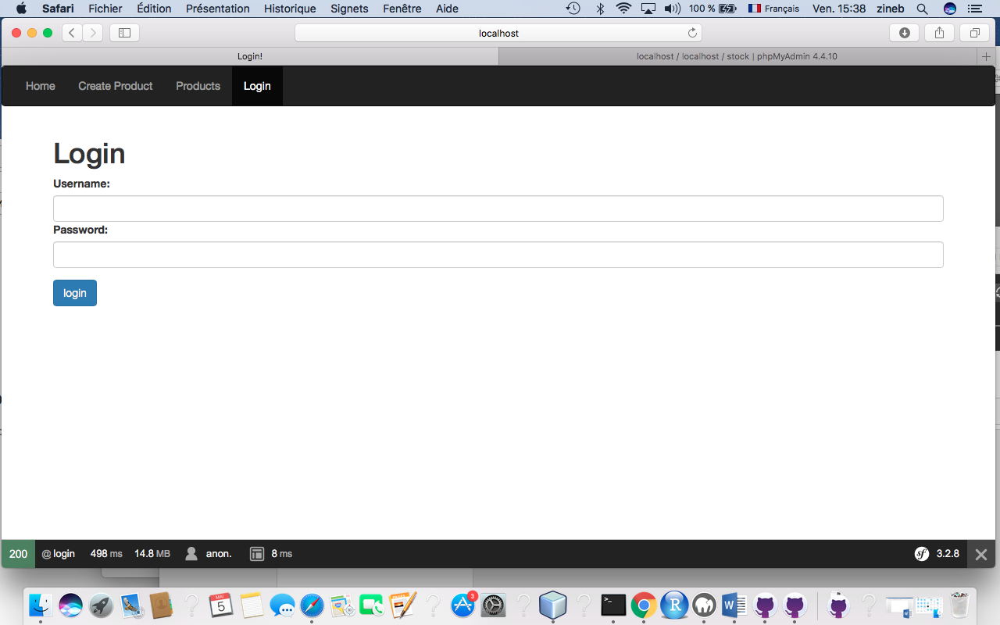 Safari Fichier Édition Présentation Historique Signets Fenêtre Aide 100 % Français Ven. 15:38 zineb
localhost
Login! localhost / localhost / stock | phpMyAdmin 4.4.10
Home Create Product Products Login
Login
Username:
Password:
login
200 @ login 498 ms 14.8 MB anon. 8 ms sf 3.2.8
MAI
5
3